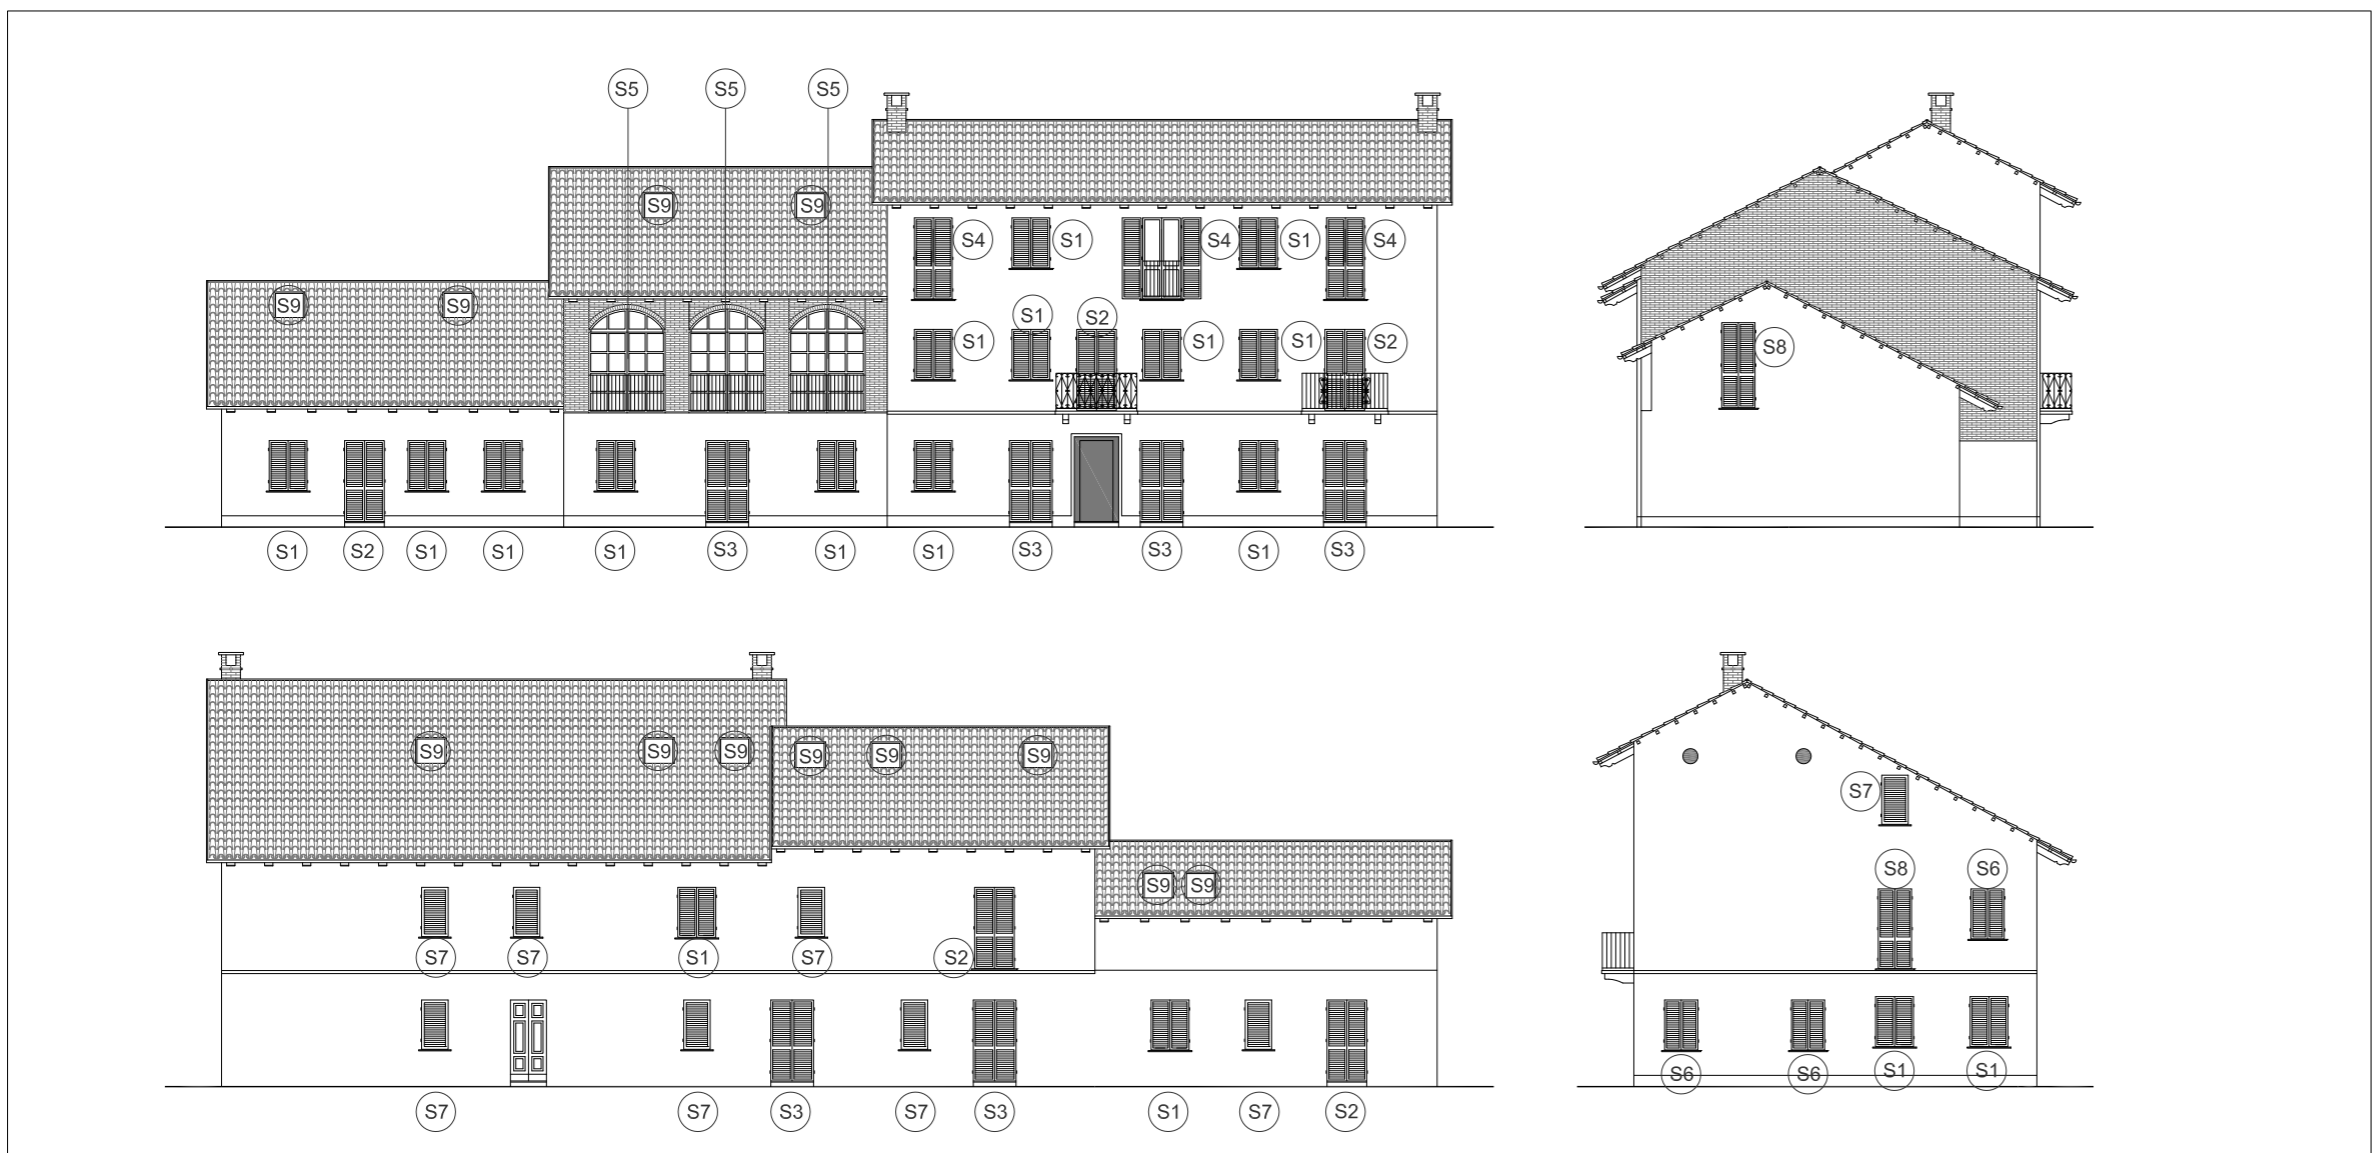 S5 S5 S5
S9 S9
S4 S1 S4 S1 S4
S9 S9
S1 S2
S1 S1 S1 S2
S8
S1 S2 S1 S1 S1 S3 S1 S1 S3 S3 S1 S3
S9 S9 S9 S9 S9 S9
S7
S9 S9
S8 S6
S7 S7 S1 S7 S2
S6 S6 S1 S1
S7 S7 S3 S7 S3 S1 S7 S2